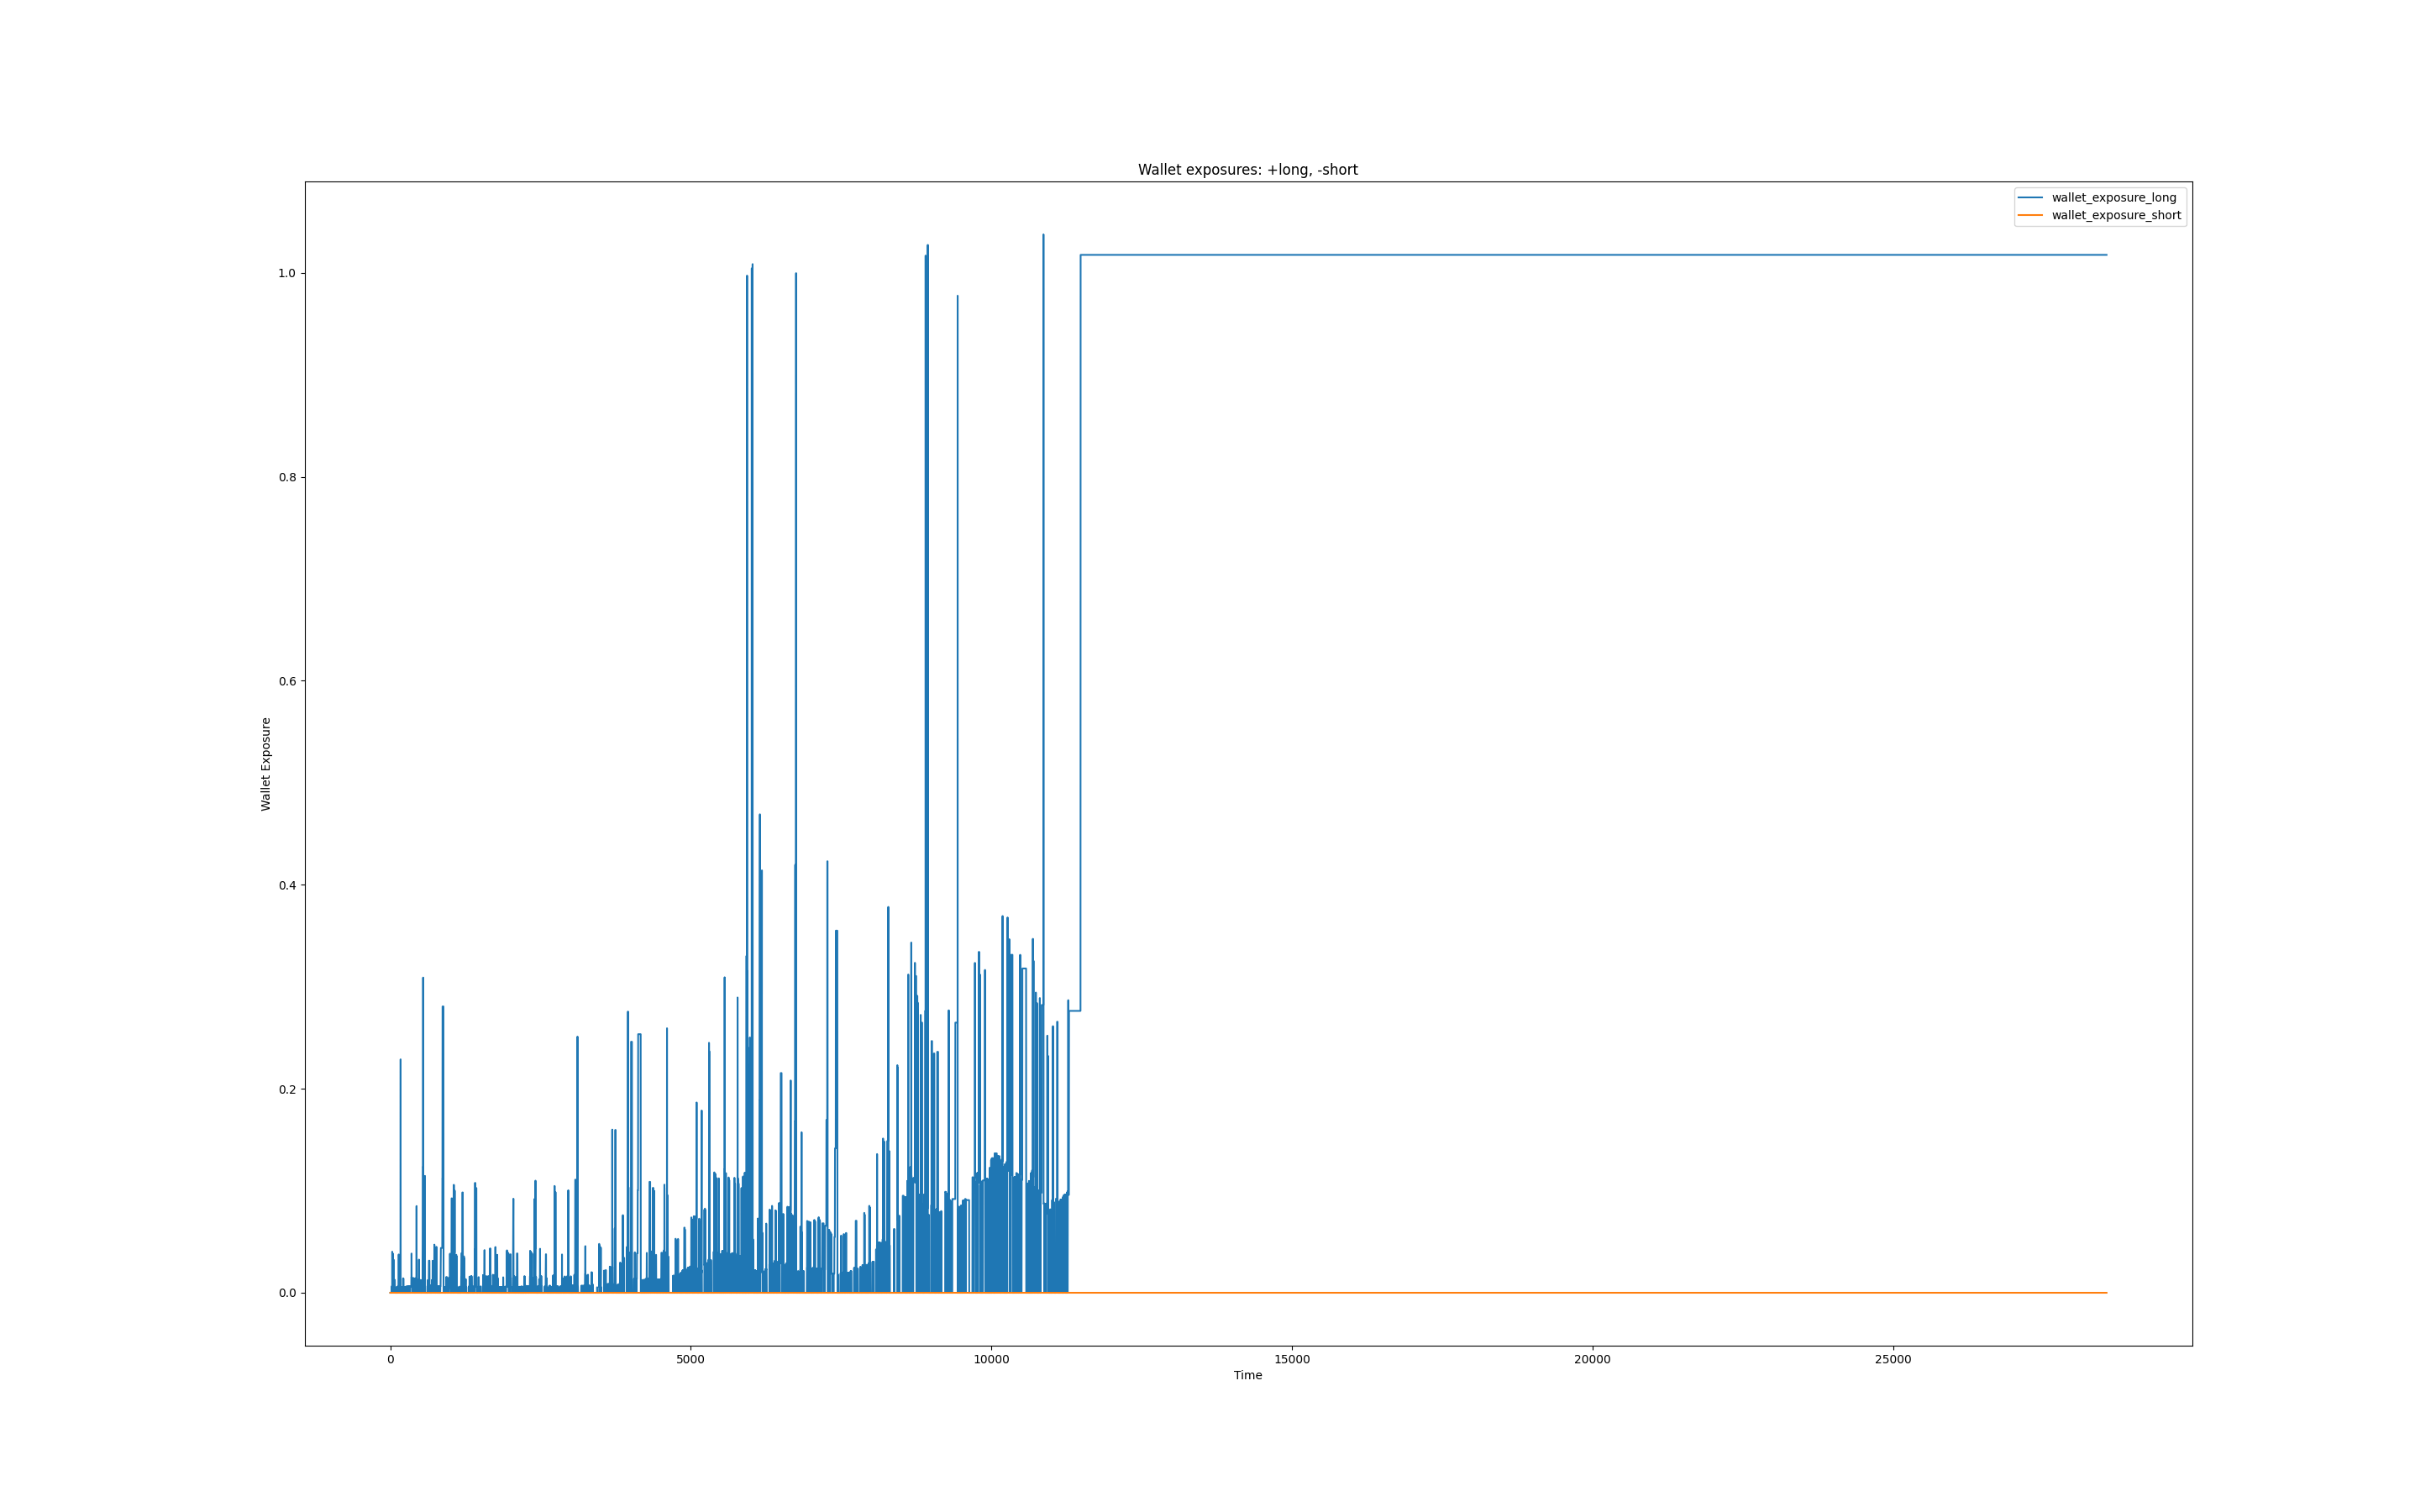 Wallet exposures: +long, -short
wallet_exposure_long
wallet_exposure_short
1.0
0.8
0.6
0.4
0.2
0.0
Wallet Exposure
0 5000 10000 15000 20000 25000
Time